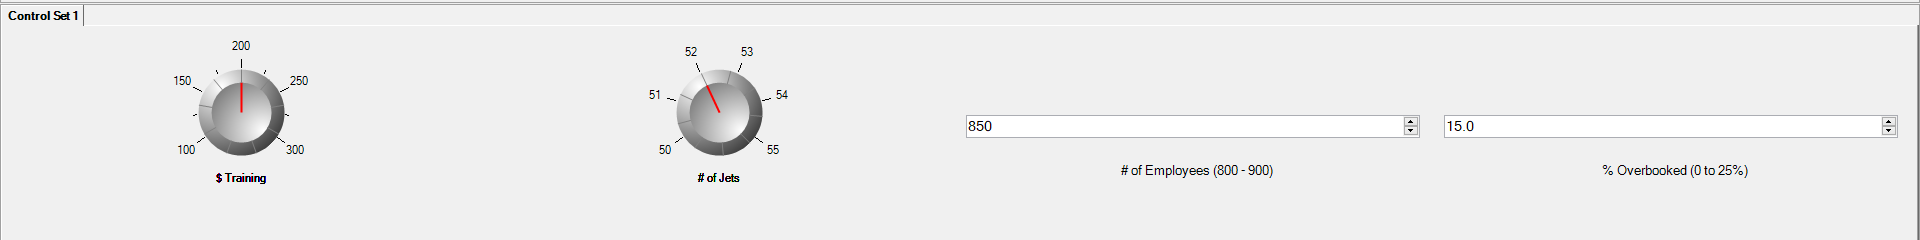 Control Set 1
200
150
250
100
300
$ Training
52
53
51
54
50
55
# of Jets
850
# of Employees (800 - 900)
15.0
% Overbooked (0 to 25%)